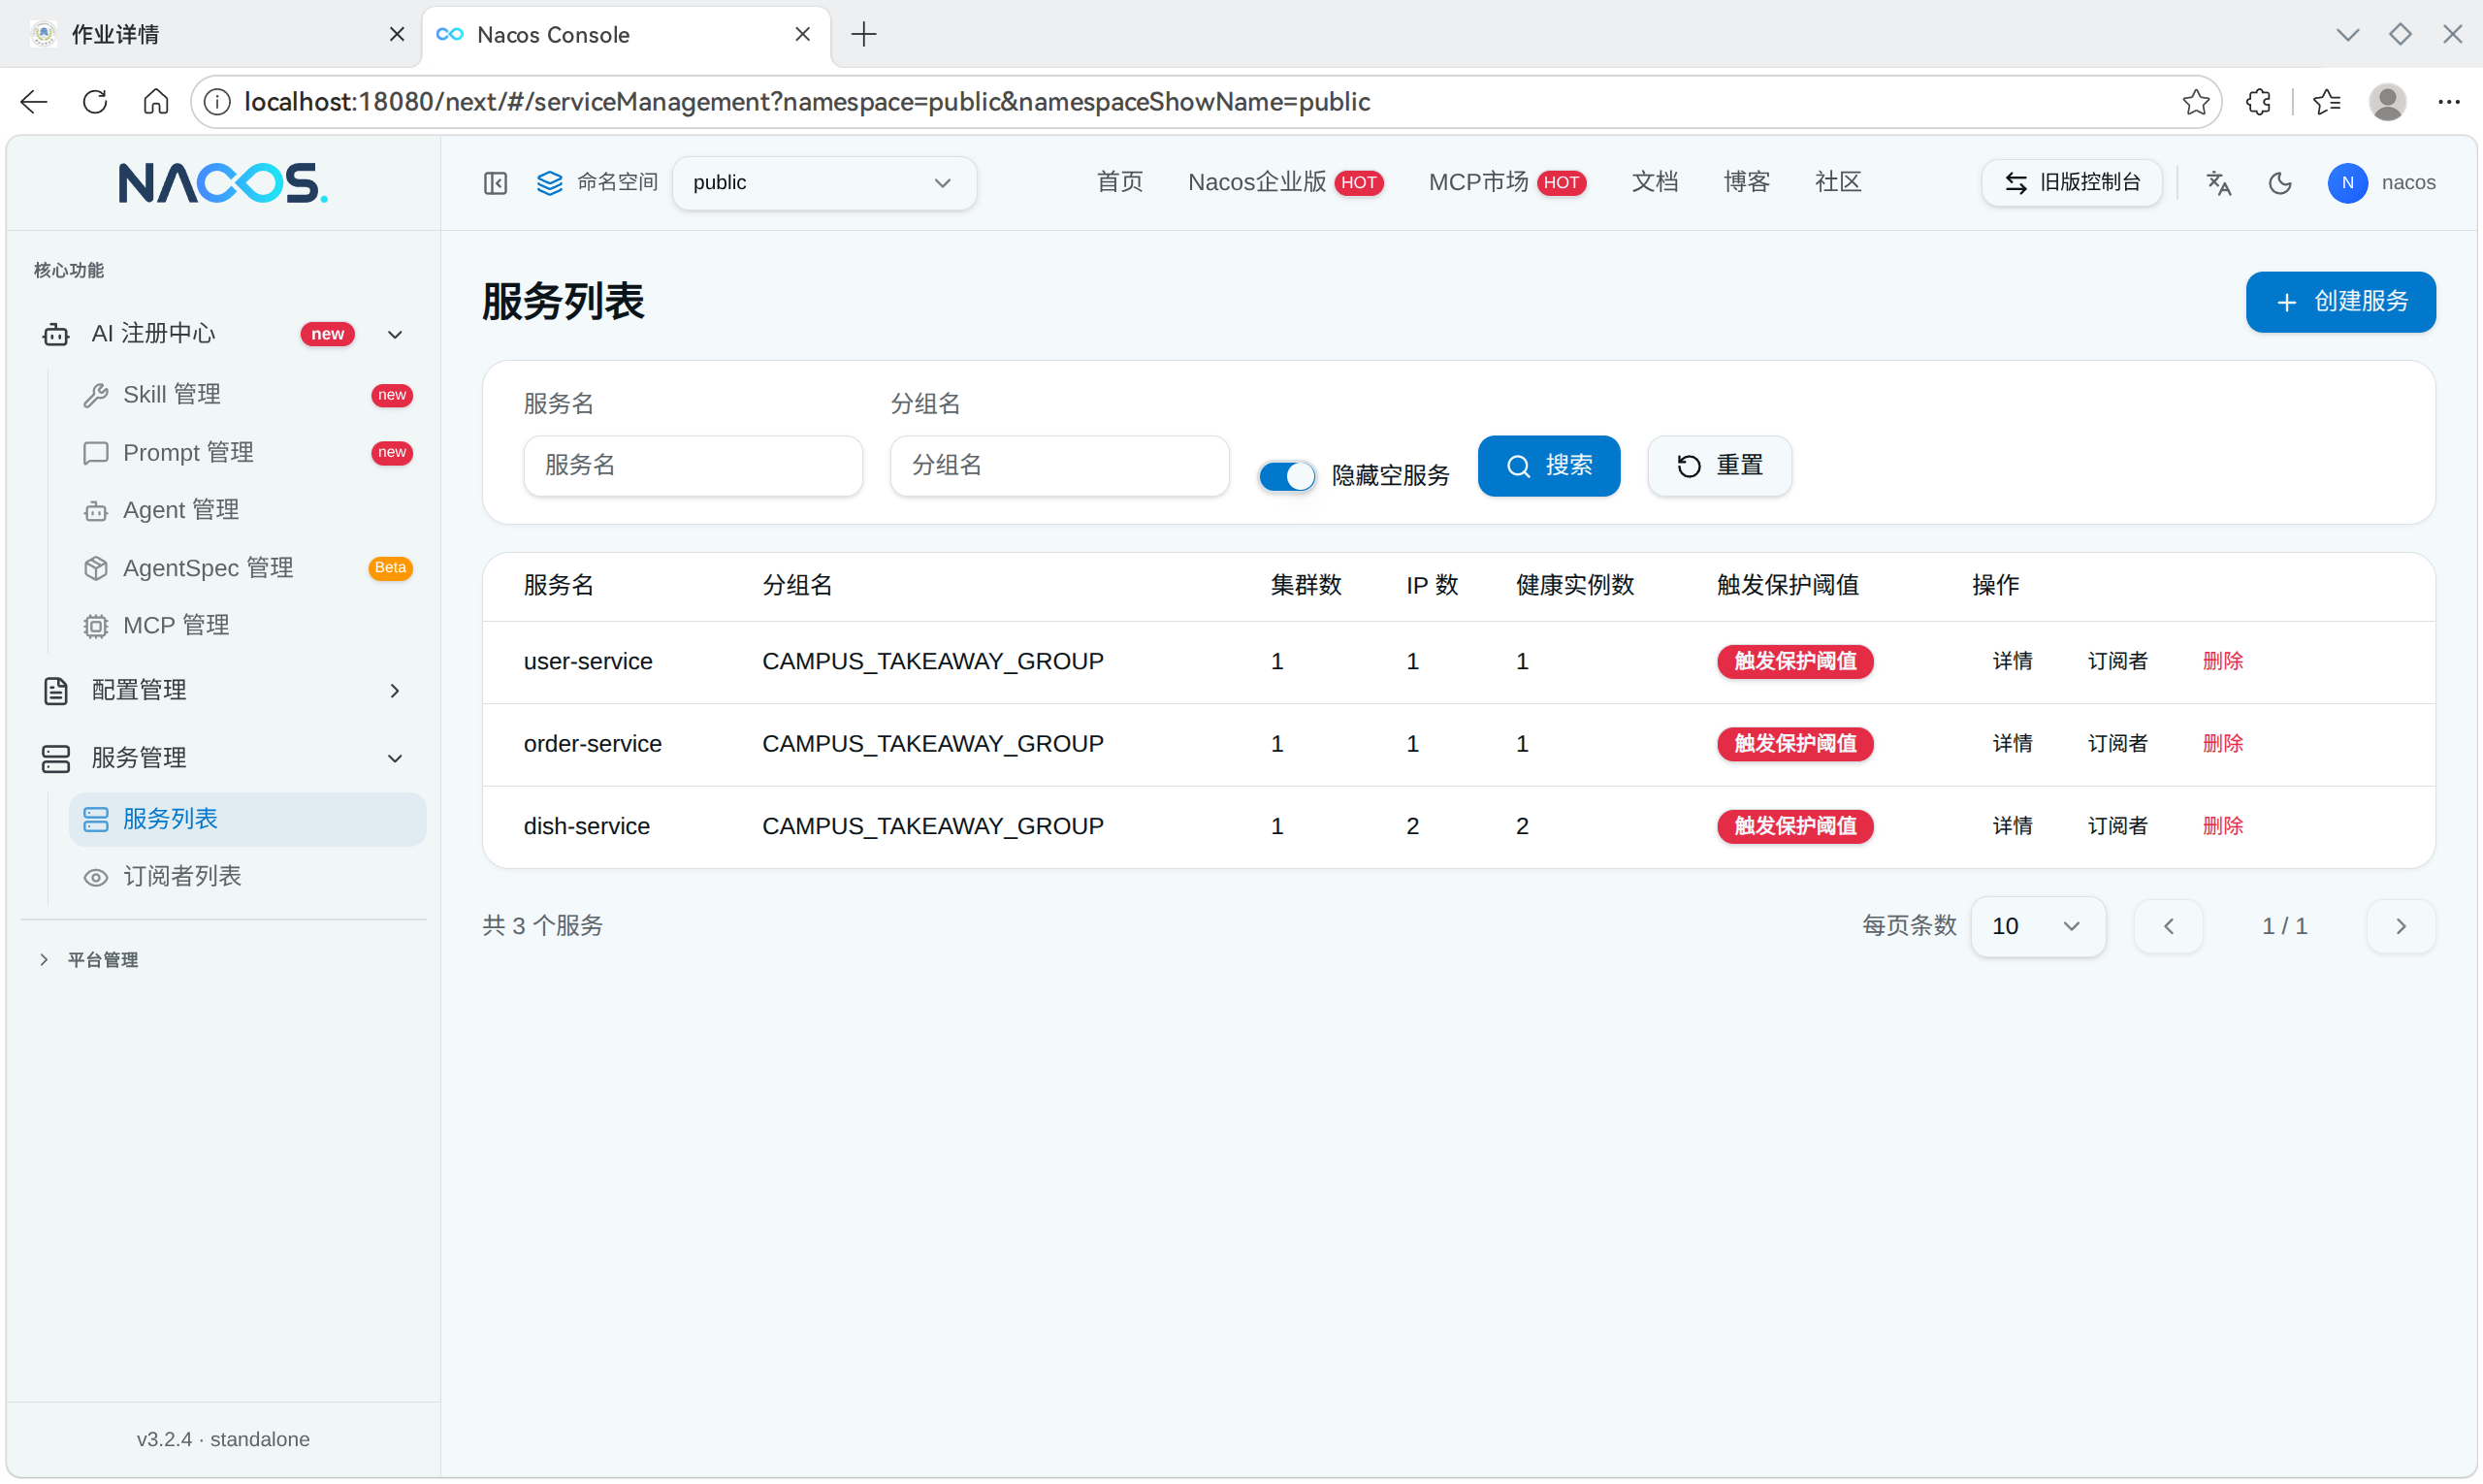 作业详情
Nacos Console
localhost:18080/next/#/serviceManagement?namespace=public&namespaceShowName=public
NACOS.
命名空间 public 首页 Nacos企业版 HOT MCP市场 HOT 文档 博客 社区 旧版控制台 N nacos
核心功能
AI 注册中心 new
Skill 管理 new
Prompt 管理 new
Agent 管理
AgentSpec 管理 Beta
MCP 管理
配置管理
服务管理
服务列表
订阅者列表
平台管理
v3.2.4 · standalone
服务列表
创建服务
服务名 分组名
服务名 分组名 隐藏空服务 搜索 重置
服务名 分组名 集群数 IP 数 健康实例数 触发保护阈值 操作
user-service CAMPUS_TAKEAWAY_GROUP 1 1 1 触发保护阈值 详情 订阅者 删除
order-service CAMPUS_TAKEAWAY_GROUP 1 1 1 触发保护阈值 详情 订阅者 删除
dish-service CAMPUS_TAKEAWAY_GROUP 1 2 2 触发保护阈值 详情 订阅者 删除
共 3 个服务 每页条数 10 1 / 1